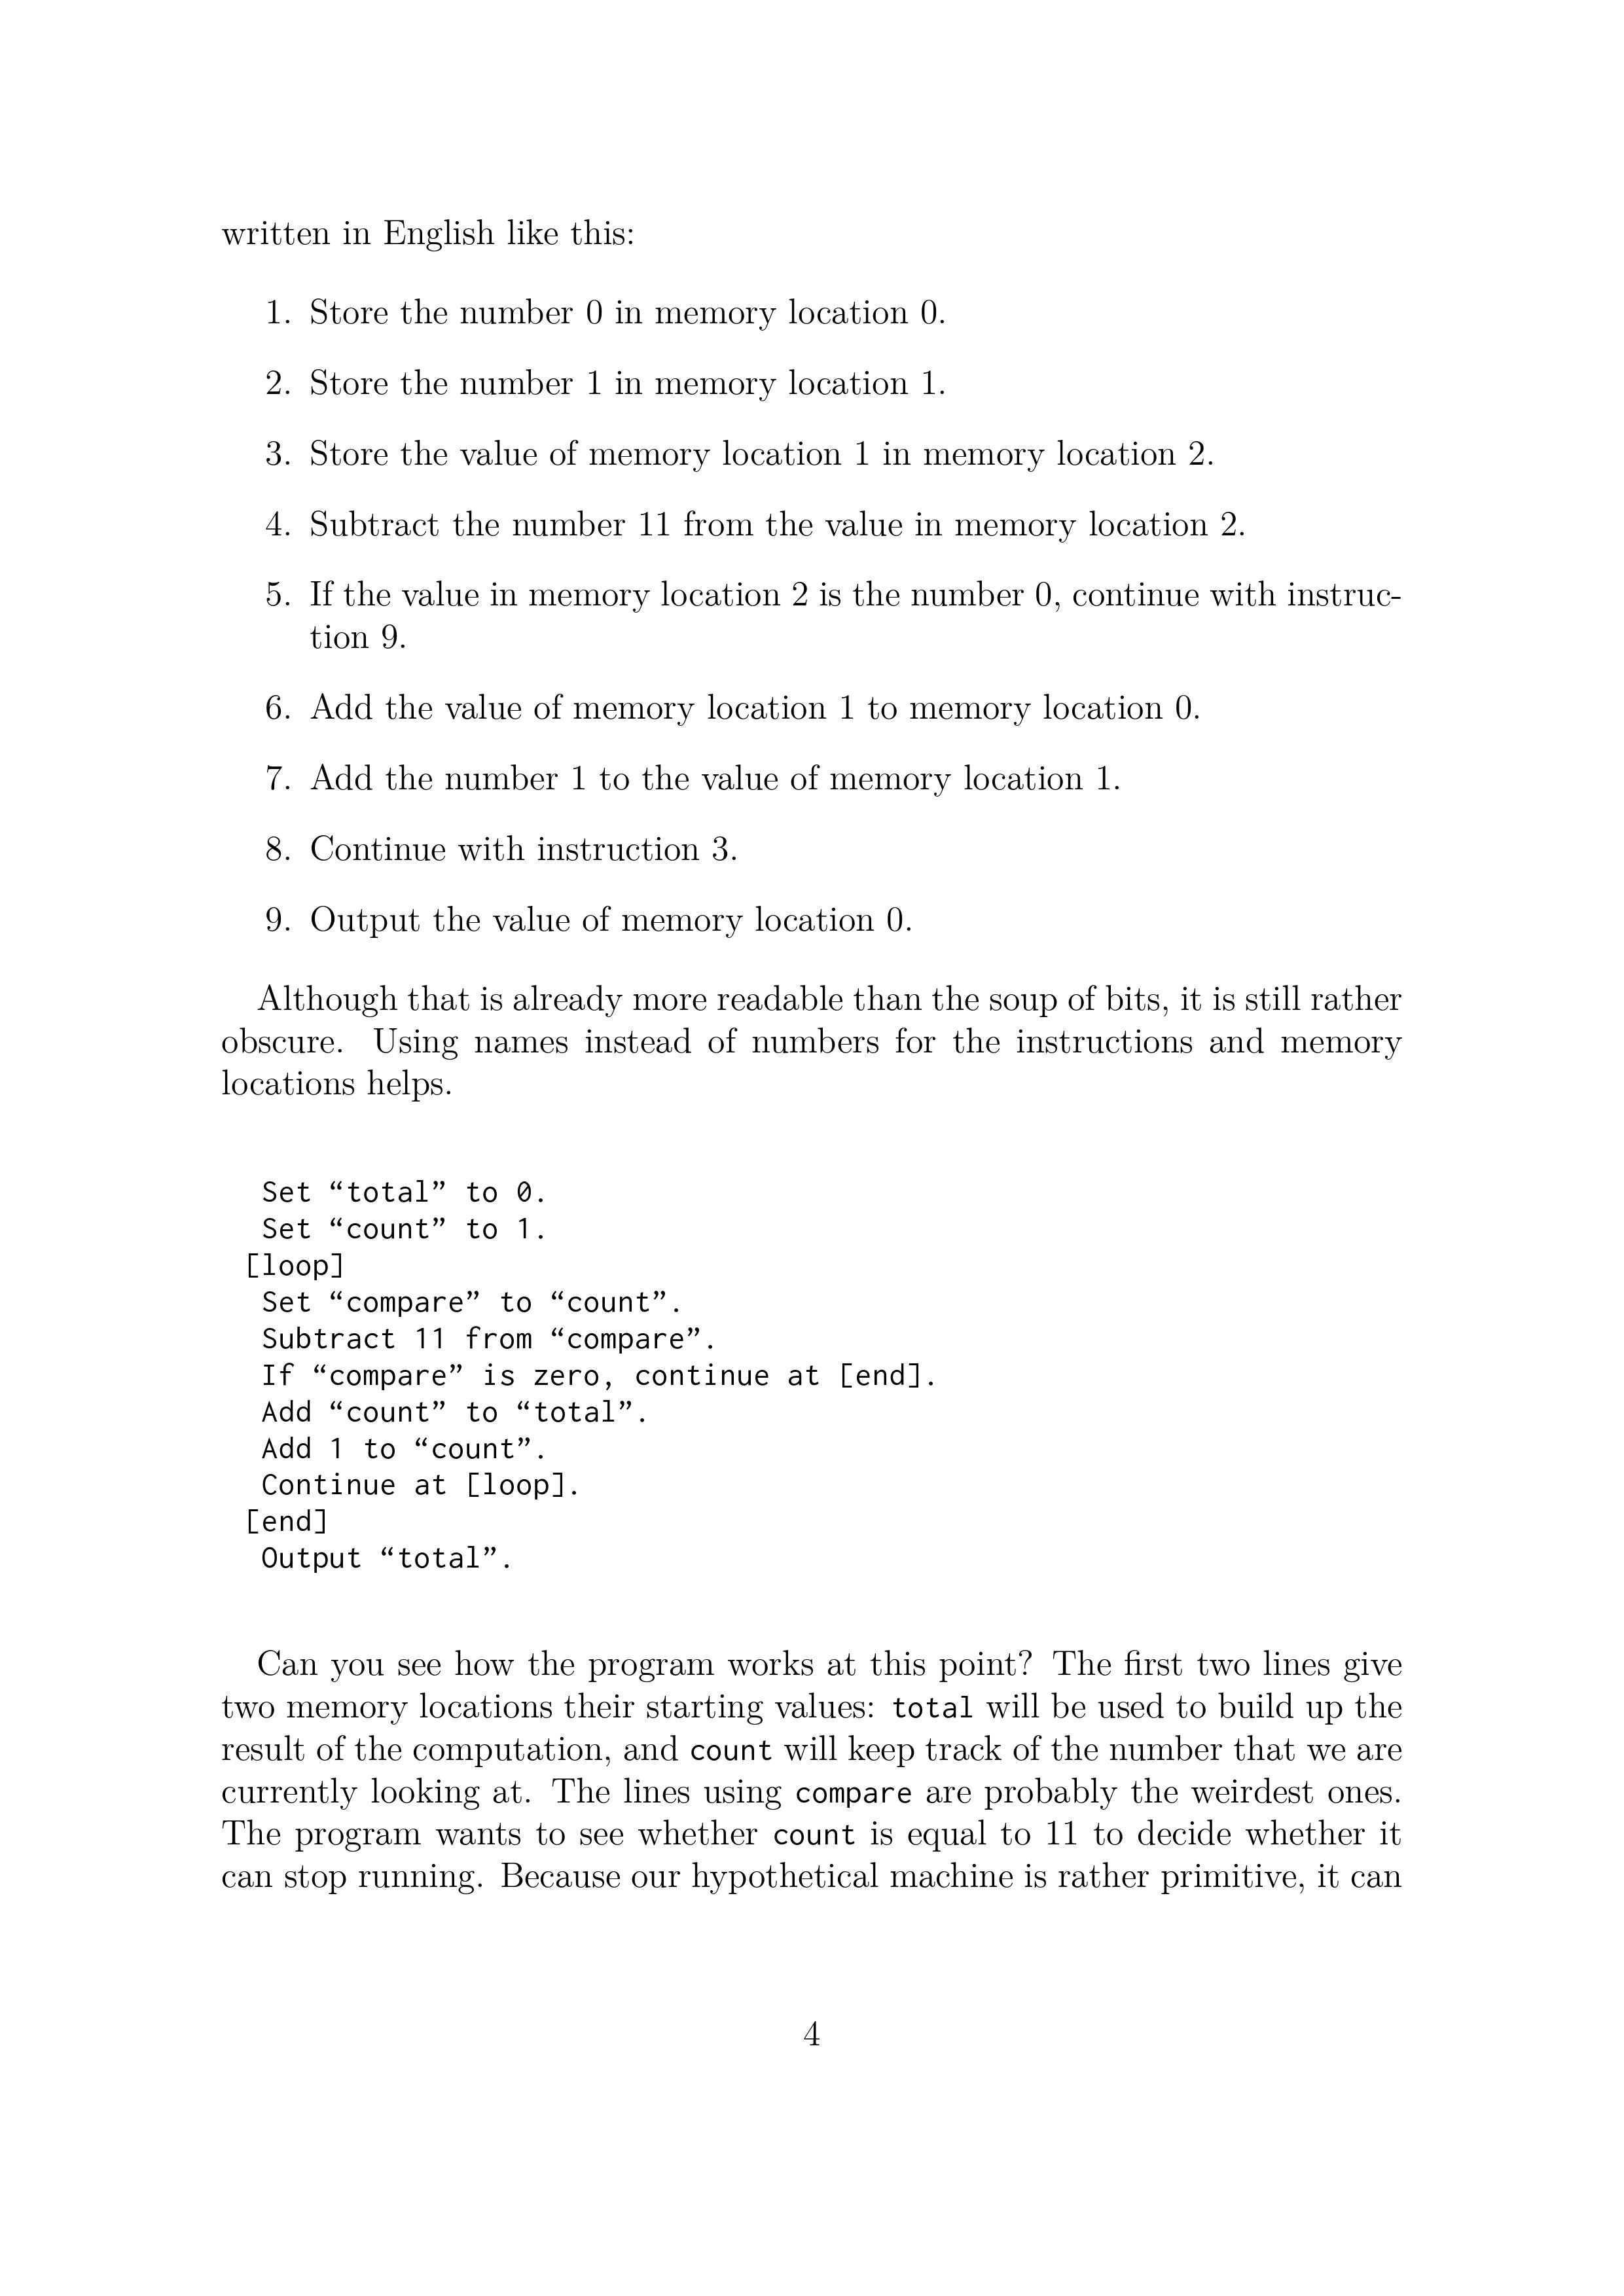 written in English like this:
1. Store the number 0 in memory location 0.
2. Store the number 1 in memory location 1.
3. Store the value of memory location 1 in memory location 2.
4. Subtract the number 11 from the value in memory location 2.
5. If the value in memory location 2 is the number 0, continue with instruc-
tion 9.
6. Add the value of memory location 1 to memory location 0.
7. Add the number 1 to the value of memory location 1.
8. Continue with instruction 3.
9. Output the value of memory location 0.
Although that is already more readable than the soup of bits, it is still rather
obscure. Using names instead of numbers for the instructions and memory
locations helps.
Set “total” to 0.
Set “count” to 1.
[loop]
Set “compare” to “count”.
Subtract 11 from “compare”.
If “compare” is zero, continue at [end].
Add “count” to “total”.
Add 1 to “count”.
Continue at [loop].
[end]
Output “total”.
Can you see how the program works at this point? The first two lines give
two memory locations their starting values: total will be used to build up the
result of the computation, and count will keep track of the number that we are
currently looking at. The lines using compare are probably the weirdest ones.
The program wants to see whether count is equal to 11 to decide whether it
can stop running. Because our hypothetical machine is rather primitive, it can
4